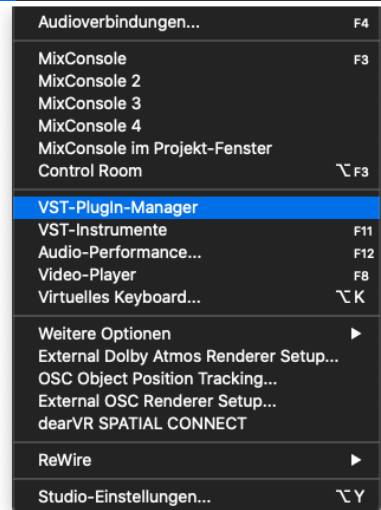 Audioverbindungen... F4
MixConsole F3
MixConsole 2
MixConsole 3
MixConsole 4
MixConsole im Projekt-Fenster
Control Room ⌥ F3
VST-PlugIn-Manager
VST-Instrumente F11
Audio-Performance... F12
Video-Player F8
Virtuelles Keyboard... ⌥ K
Weitere Optionen ▶
External Dolby Atmos Renderer Setup...
OSC Object Position Tracking...
External OSC Renderer Setup...
dearVR SPATIAL CONNECT
ReWire ▶
Studio-Einstellungen... ⌥ Y